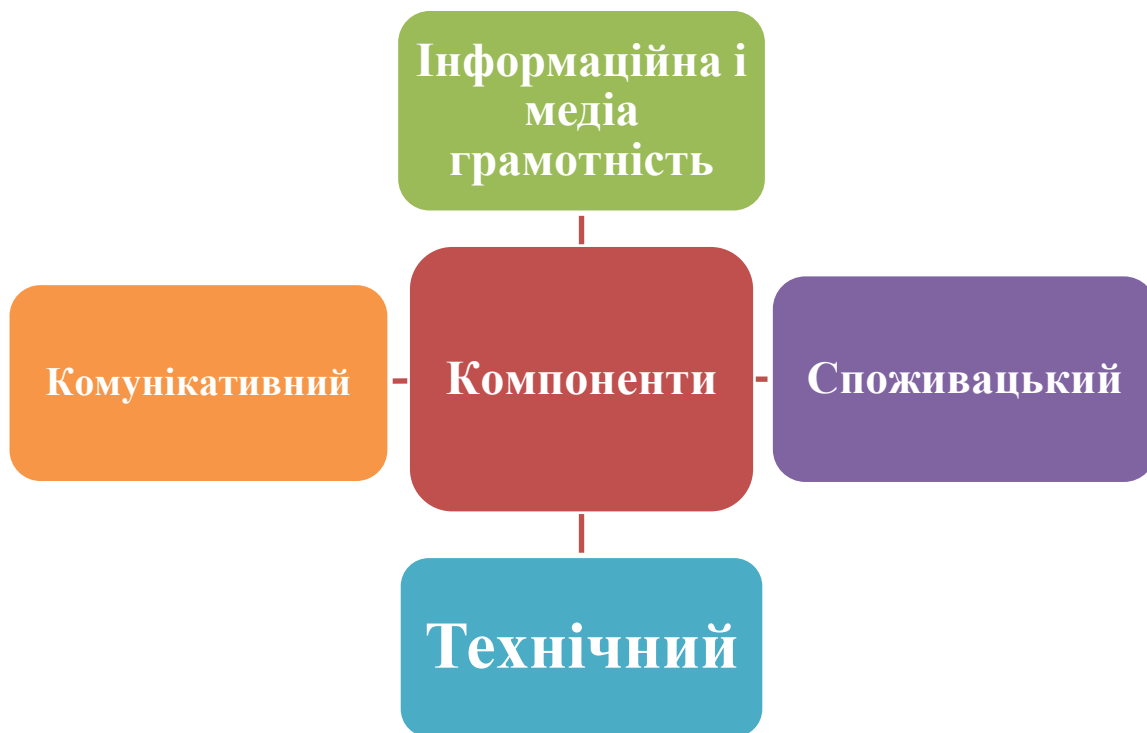 Інформаційна і
медіа
грамотність
Комунікативний
Компоненти
Споживацький
Технічний